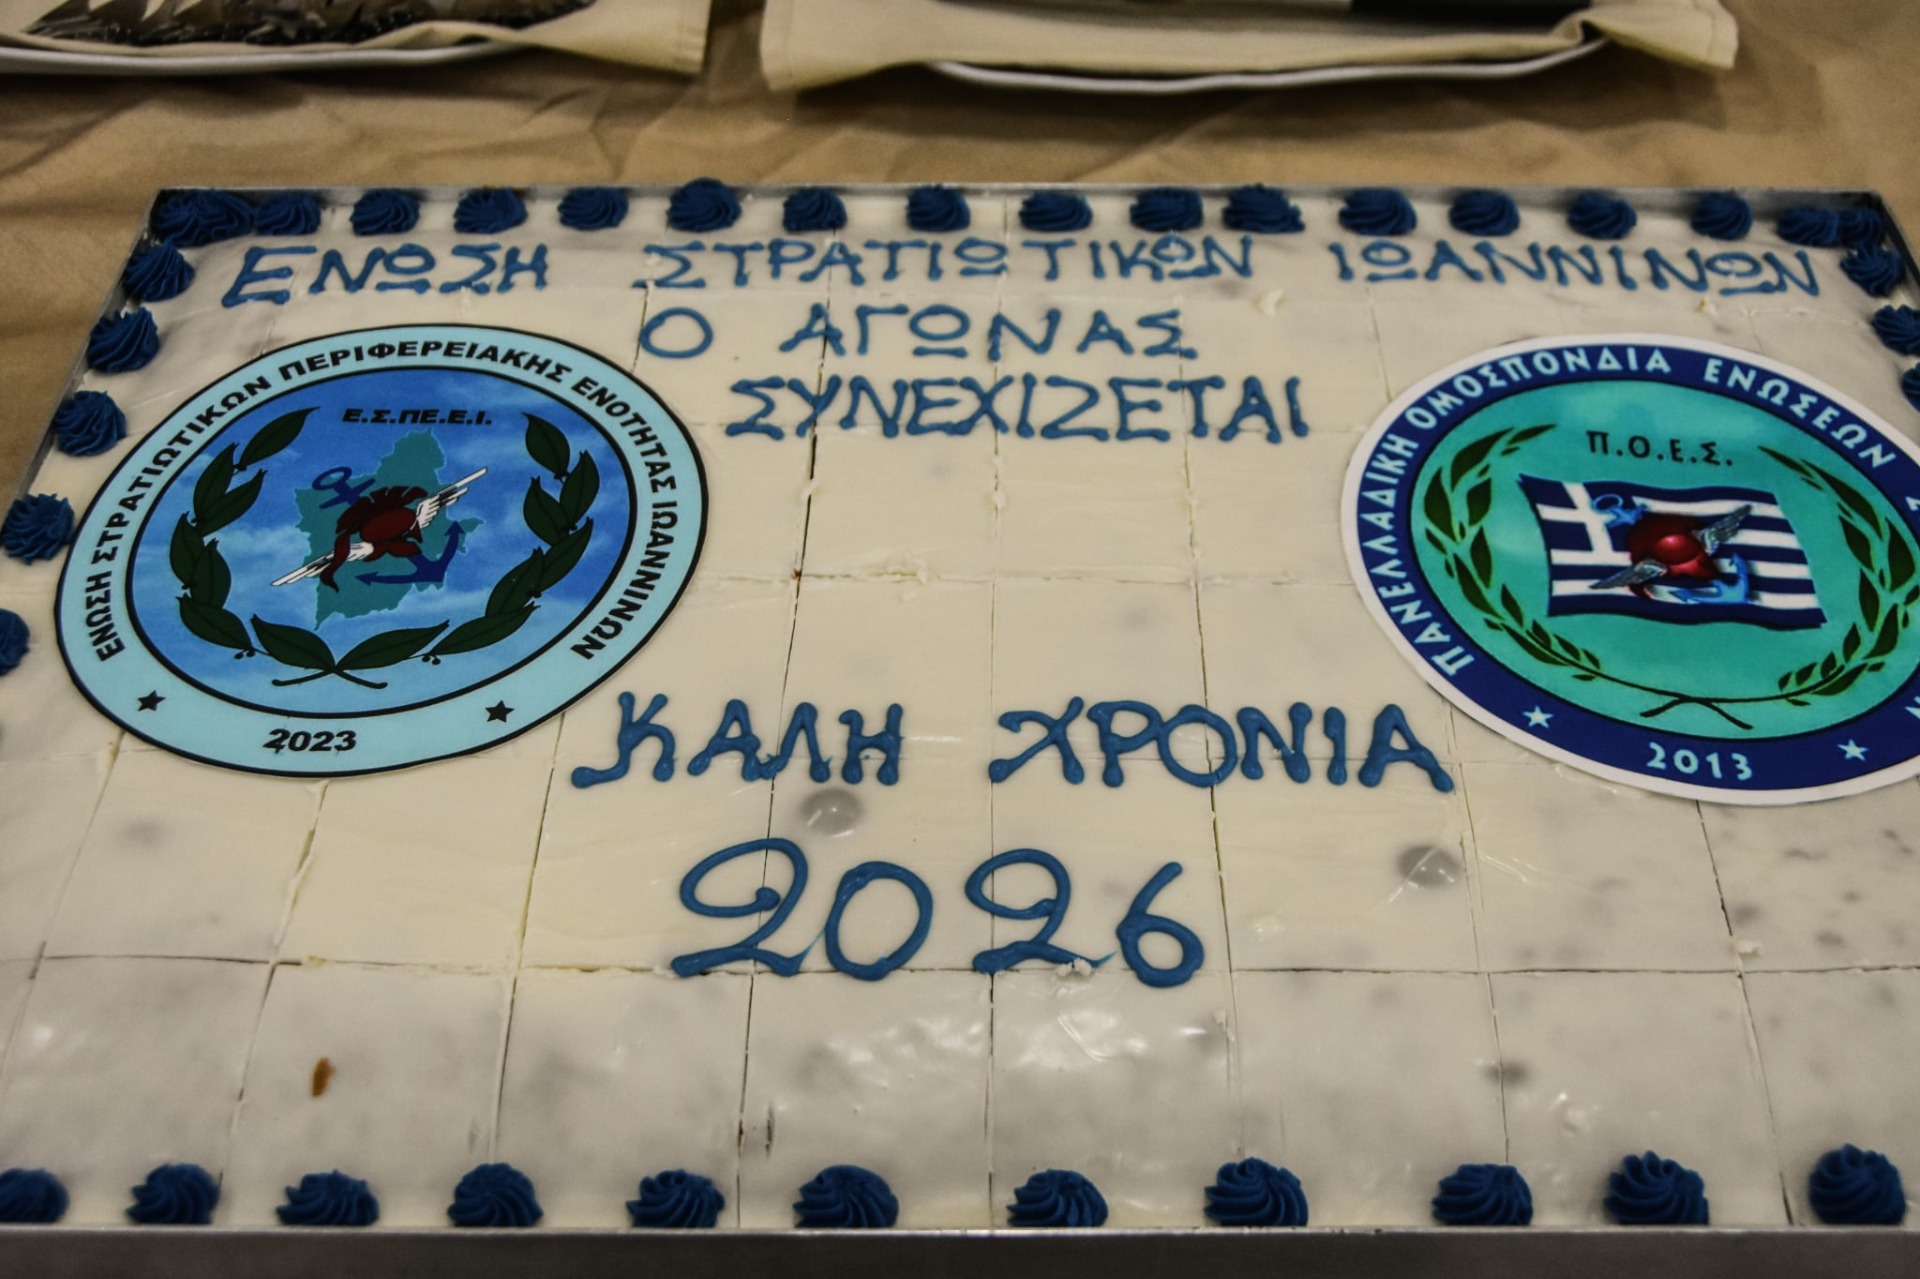 ΕΝΩΣΗ ΣΤΡΑΤΙΩΤΙΚΩΝ ΙΩΑΝΝΙΝΩΝ
Ο ΑΓΩΝΑΣ
ΣΥΝΕΧΙΖΕΤΑΙ
ΕΝΩΣΗ ΣΤΡΑΤΙΩΤΙΚΩΝ ΠΕΡΙΦΕΡΕΙΑΚΗΣ ΕΝΟΤΗΤΑΣ ΙΩΑΝΝΙΝΩΝ
Ε.Σ.ΠΕ.Ε.Ι.
2023
ΠΑΝΕΛΛΑΔΙΚΗ ΟΜΟΣΠΟΝΔΙΑ ΕΝΩΣΕΩΝ
Π.Ο.Ε.Σ.
2013
ΚΑΛΗ ΧΡΟΝΙΑ
2026